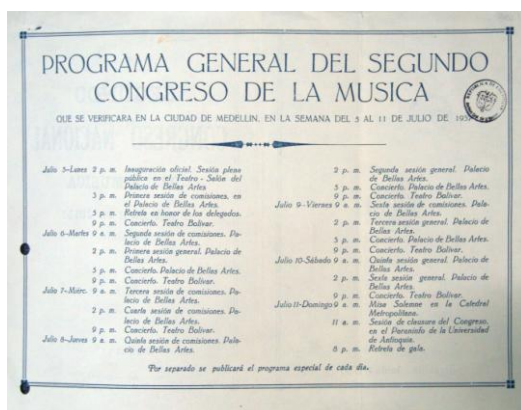 PROGRAMA GENERAL DEL SEGUNDO
CONGRESO DE LA MUSICA
QUE SE VERIFICARA EN LA CIUDAD DE MEDELLIN, EN LA SEMANA DEL 5 AL 11 DE JULIO DE 1937
Julio 5-Lunes 2 p. m. Inauguración oficial. Sesión plena
pública en el Teatro - Salón del
Palacio de Bellas Artes
3 p. m. Primera sesión de comisiones, en
el Palacio de Bellas Artes.
5 p. m. Retreta en honor de los delegados.
9 p. m. Concierto. Teatro Bolívar.
Julio 6-Martes 9 a. m. Segunda sesión de comisiones. Pa-
lacio de Bellas Artes.
2 p. m. Primera sesión general. Palacio de
Bellas Artes.
5 p. m. Concierto. Palacio de Bellas Artes.
9 p. m. Concierto. Teatro Bolívar.
Julio 7-Miérc. 9 a. m. Tercera sesión de comisiones. Pa-
lacio de Bellas Artes.
2 p. m. Cuarta sesión de comisiones. Pa-
lacio de Bellas Artes.
9 p. m. Concierto. Teatro Bolívar.
Julio 8-Jueves 9 a. m. Quinta sesión de comisiones. Pala-
cio de Bellas Artes.
2 p. m. Segunda sesión general. Palacio
de Bellas Artes.
5 p. m. Concierto. Palacio de Bellas Artes.
9 p. m. Concierto. Teatro Bolívar.
Julio 9-Viernes 9 a. m. Sexta sesión de comisiones. Pala-
cio de Bellas Artes.
2 p. m. Tercera sesión general. Palacio de
Bellas Artes.
5 p. m. Concierto. Palacio de Bellas Artes.
9 p. m. Concierto. Teatro Bolívar.
Julio 10-Sábado 9 a. m. Quinta sesión general. Palacio de
Bellas Artes.
2 p. m. Sexta sesión general. Palacio de
Bellas Artes.
9 p. m. Concierto. Teatro Bolívar.
Julio 11-Domingo 9 a. m. Misa Solemne en la Catedral
Metropolitana.
11 a. m. Sesión de clausura del Congreso,
en el Paraninfo de la Universidad
de Antioquia.
8 p. m. Retreta de gala.
Por separado se publicará el programa especial de cada día.